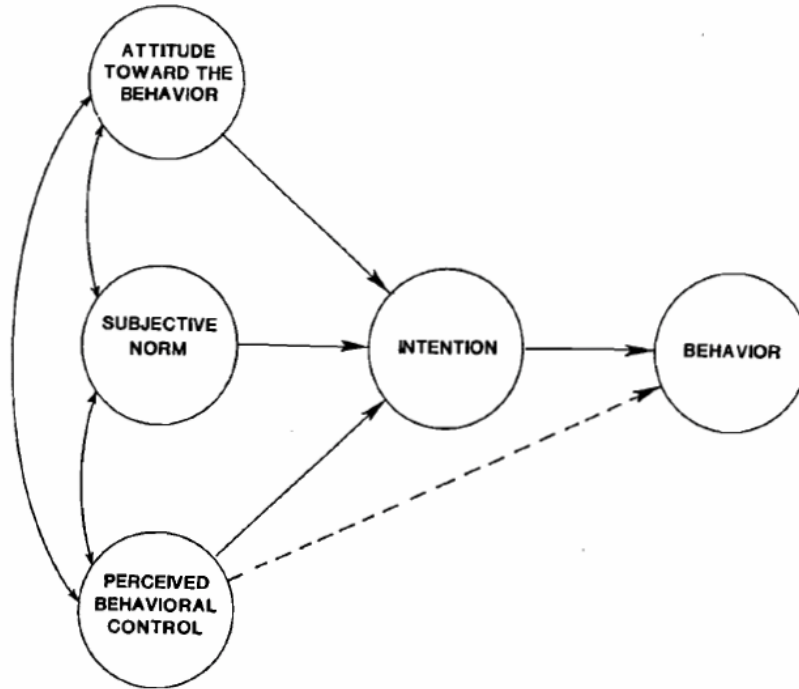 ATTITUDE
TOWARD THE
BEHAVIOR
SUBJECTIVE
NORM
INTENTION
BEHAVIOR
PERCEIVED
BEHAVIORAL
CONTROL